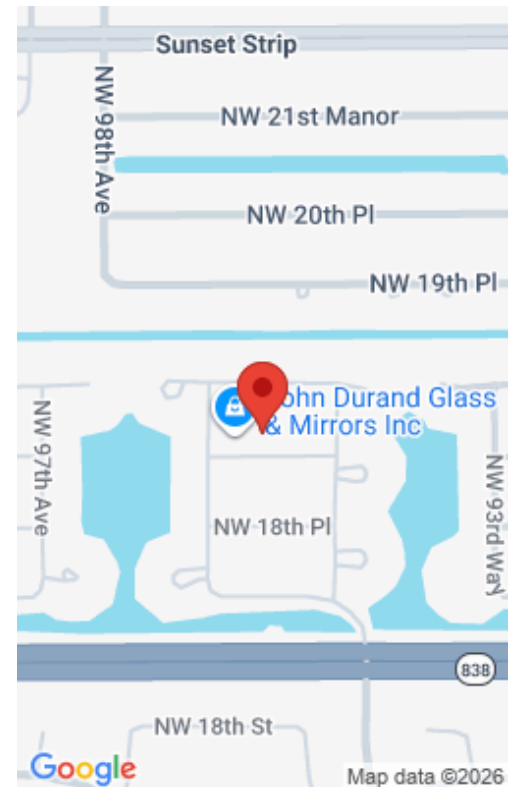 Sunset Strip
NW 98th Ave
NW 21st Manor
NW 20th Pl
NW 19th Pl
ohn Durand Glass
& Mirrors Inc
NW 97th Ave
NW 18th Pl
NW 93rd Way
838
NW 18th St
Google
Map data ©2026